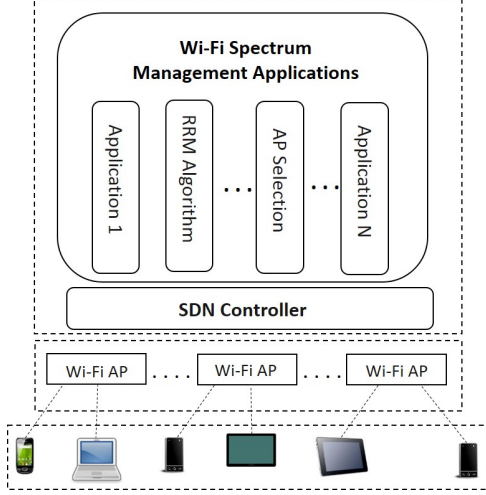 Wi-Fi Spectrum
Management Applications
Application 1
RRM Algorithm
. . .
AP Selection
. . .
Application N
SDN Controller
Wi-Fi AP . . . . Wi-Fi AP . . . . Wi-Fi AP